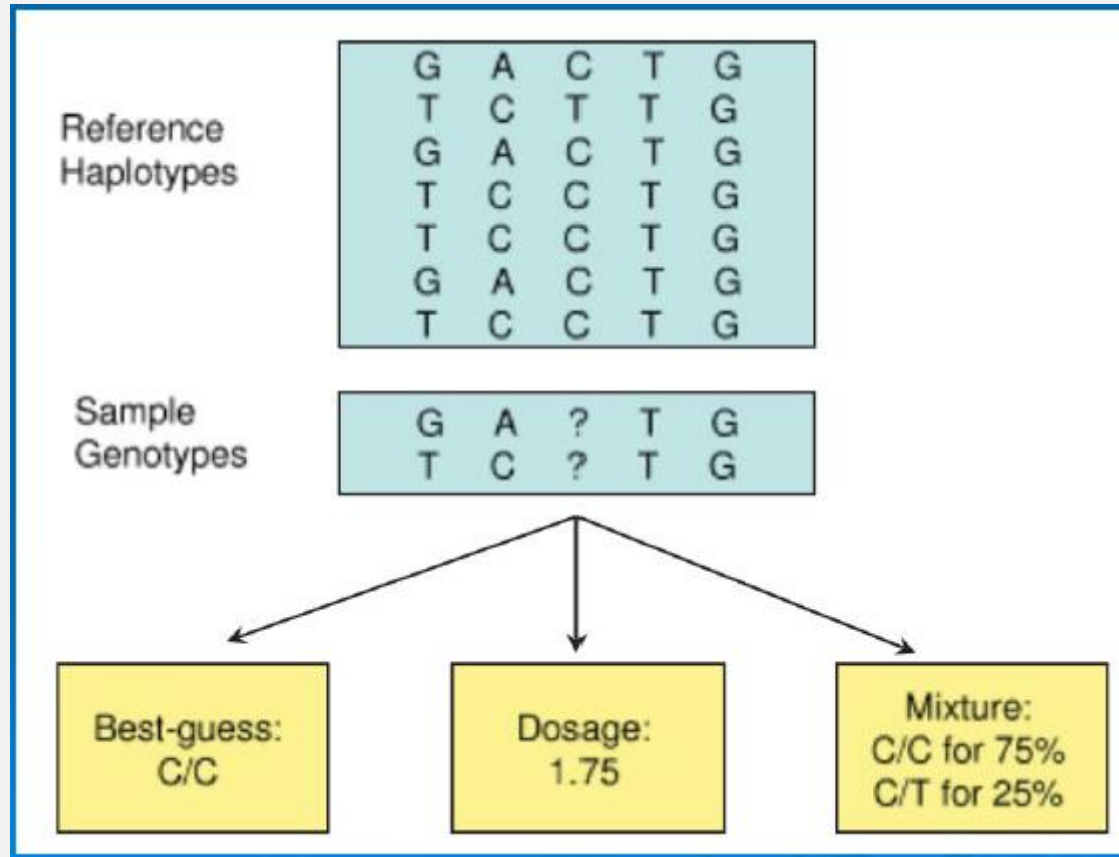 Reference
Haplotypes
G A C T G
T C T T G
G A C T G
T C C T G
T C C T G
G A C T G
T C C T G
Sample
Genotypes
G A ? T G
T C ? T G
Best-guess:
C/C
Dosage:
1.75
Mixture:
C/C for 75%
C/T for 25%